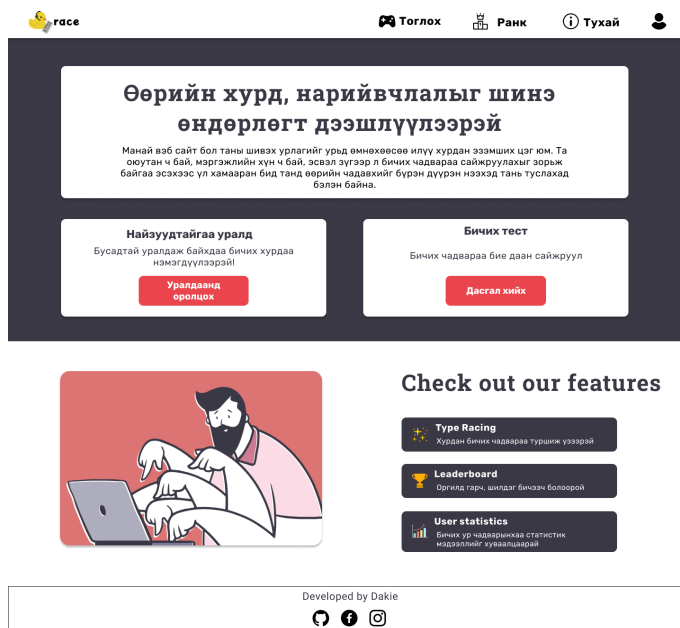 race
Тоглох
Ранк
Тухай
Өөрийн хурд, нарийвчлалыг шинэ
өндөрлөгт дээшлүүлээрэй
Манай вэб сайт бол таны шивэх урлагийг урьд өмнөхөөсөө илүү хурдан эзэмших цэг юм. Та
оюутан ч бай, мэргэжлийн хүн ч бай, эсвэл зүгээр л бичих чадвараа сайжруулахыг зорьж
байгаа эсэхээс үл хамааран бид танд өөрийн чадавхийг бүрэн дүүрэн нээхэд тань туслахад
бэлэн байна.
Найзуудтайгаа уралд
Бусадтай уралдаж байхдаа бичих хурдаа
нэмэгдүүлээрэй!
Уралдаанд
оролцох
Бичих тест
Бичих чадвараа бие даан сайжруул
Дасгал хийх
Check out our features
Type Racing
Хурдан бичих чадвараа туршиж үзээрэй
Leaderboard
Оргилд гарч, шилдэг бичээч болоорой
User statistics
Бичих ур чадварынхаа статистик
мэдээллийг хуваалцаарай
Developed by Dakie